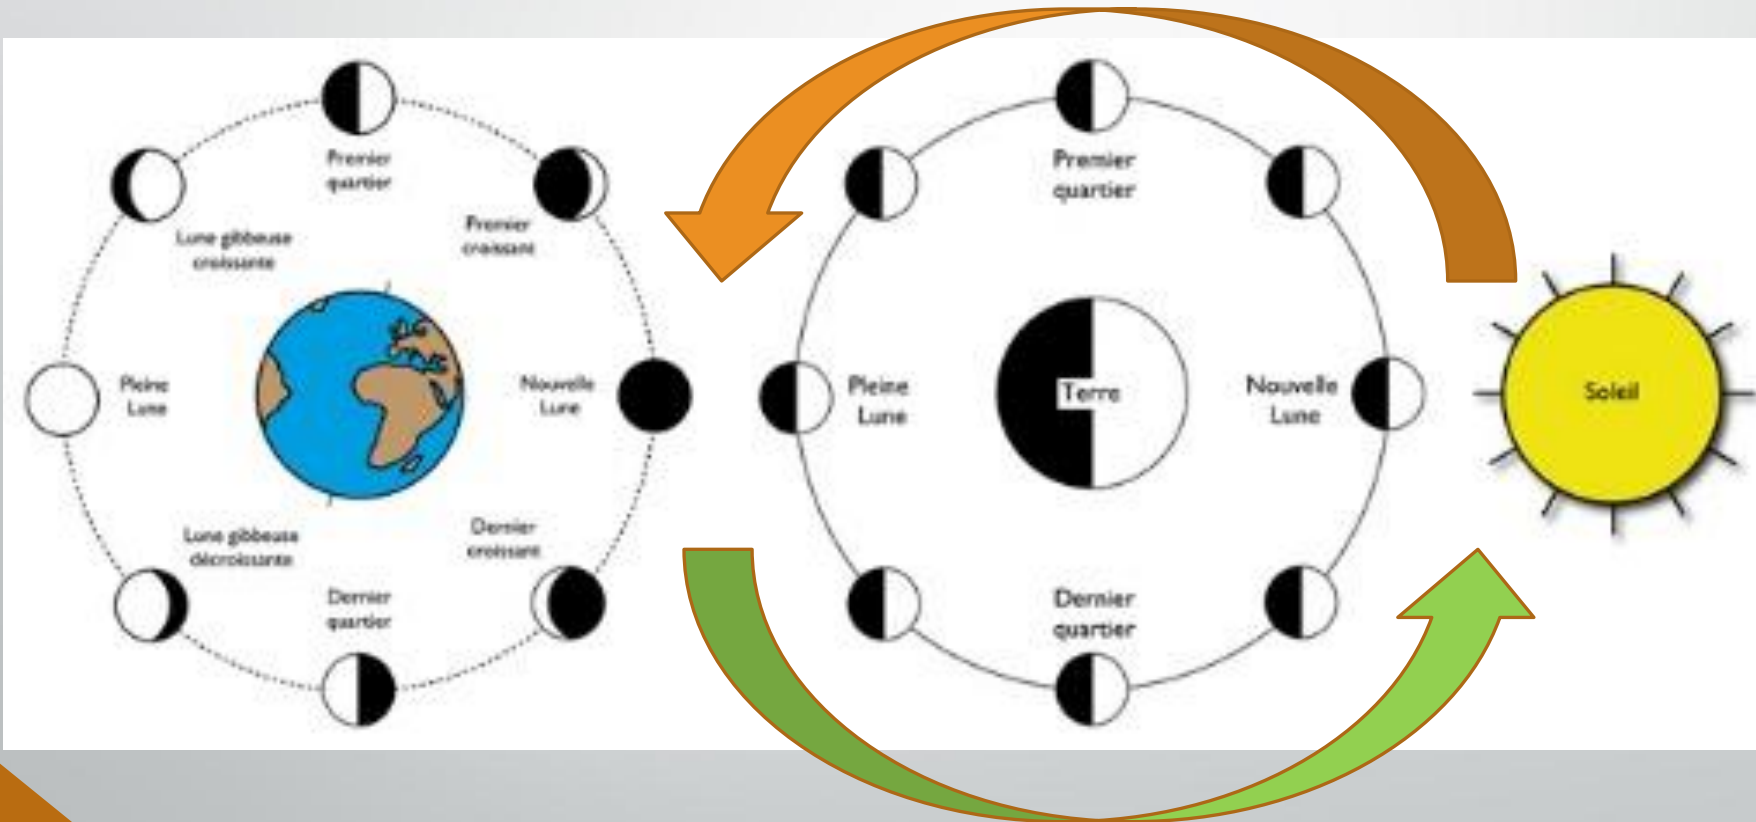 Premier
quartier
Premier
croissant
Lune gibbeuse
croissante
Pleine
Lune
Nouvelle
Lune
Lune gibbeuse
décroissante
Dernier
croissant
Dernier
quartier
Premier
quartier
Pleine
Lune
Terre
Nouvelle
Lune
Soleil
Dernier
quartier